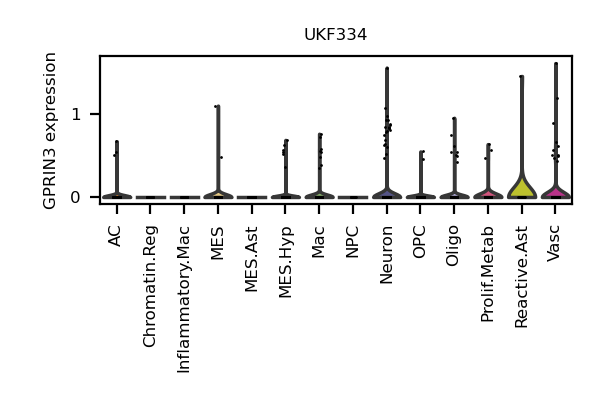 UKF334
GPRIN3 expression
1
0
AC
Chromatin.Reg
Inflammatory.Mac
MES
MES.Ast
MES.Hyp
Mac
NPC
Neuron
OPC
Oligo
Prolif.Metab
Reactive.Ast
Vasc